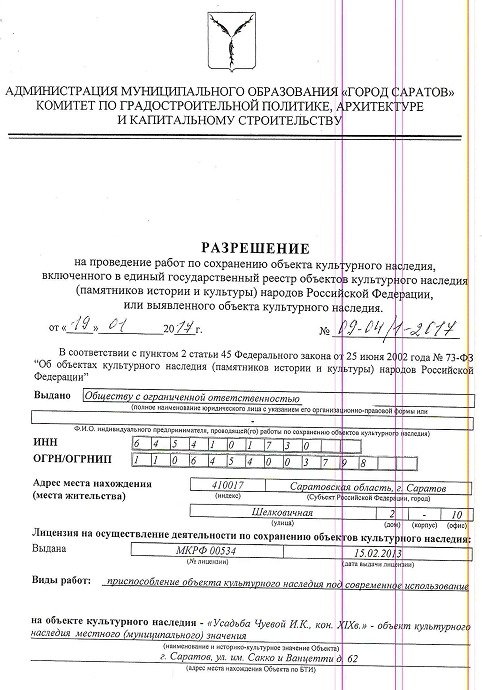 АДМИНИСТРАЦИЯ МУНИЦИПАЛЬНОГО ОБРАЗОВАНИЯ «ГОРОД САРАТОВ»
КОМИТЕТ ПО ГРАДОСТРОИТЕЛЬНОЙ ПОЛИТИКЕ, АРХИТЕКТУРЕ
И КАПИТАЛЬНОМУ СТРОИТЕЛЬСТВУ
РАЗРЕШЕНИЕ
на проведение работ по сохранению объекта культурного наследия,
включенного в единый государственный реестр объектов культурного наследия
(памятников истории и культуры) народов Российской Федерации,
или выявленного объекта культурного наследия.
от « 19 » 01 2017 г. № 09-04/1-2017
В соответствии с пунктом 2 статьи 45 Федерального закона от 25 июня 2002 года № 73-ФЗ
“Об объектах культурного наследия (памятников истории и культуры) народов Российской
Федерации”
Выдано Обществу с ограниченной ответственностью
(полное наименование юридического лица с указанием его организационно-правовой формы или
-
Ф.И.О. индивидуального предпринимателя, проводящей(го) работы по сохранению объектов культурного наследия)
ИНН 6 4 5 4 1 0 1 7 3 0
ОГРН/ОГРНИП 1 1 0 6 4 5 4 0 0 3 7 9 8
Адрес места нахождения 410017 Саратовская область, г. Саратов
(места жительства) (индекс) (Субъект Российской Федерации, город)
Шелковичная 2 - 10
(улица) (дом) (корпус) (офис)
Лицензия на осуществление деятельности по сохранению объектов культурного наследия:
Выдана МКРФ 00534 15.02.2013
(№ лицензии) (дата выдачи лицензии)
Виды работ: приспособление объекта культурного наследия под современное использование
на объекте культурного наследия - «Усадьба Чуевой И.К., кон. XIXв.» - объект культурного
наследия местного (муниципального) значения
(наименование и историко-культурное значение Объекта)
г. Саратов, ул. им. Сакко и Ванцетти д. 62
(адрес места нахождения Объекта по БТИ)